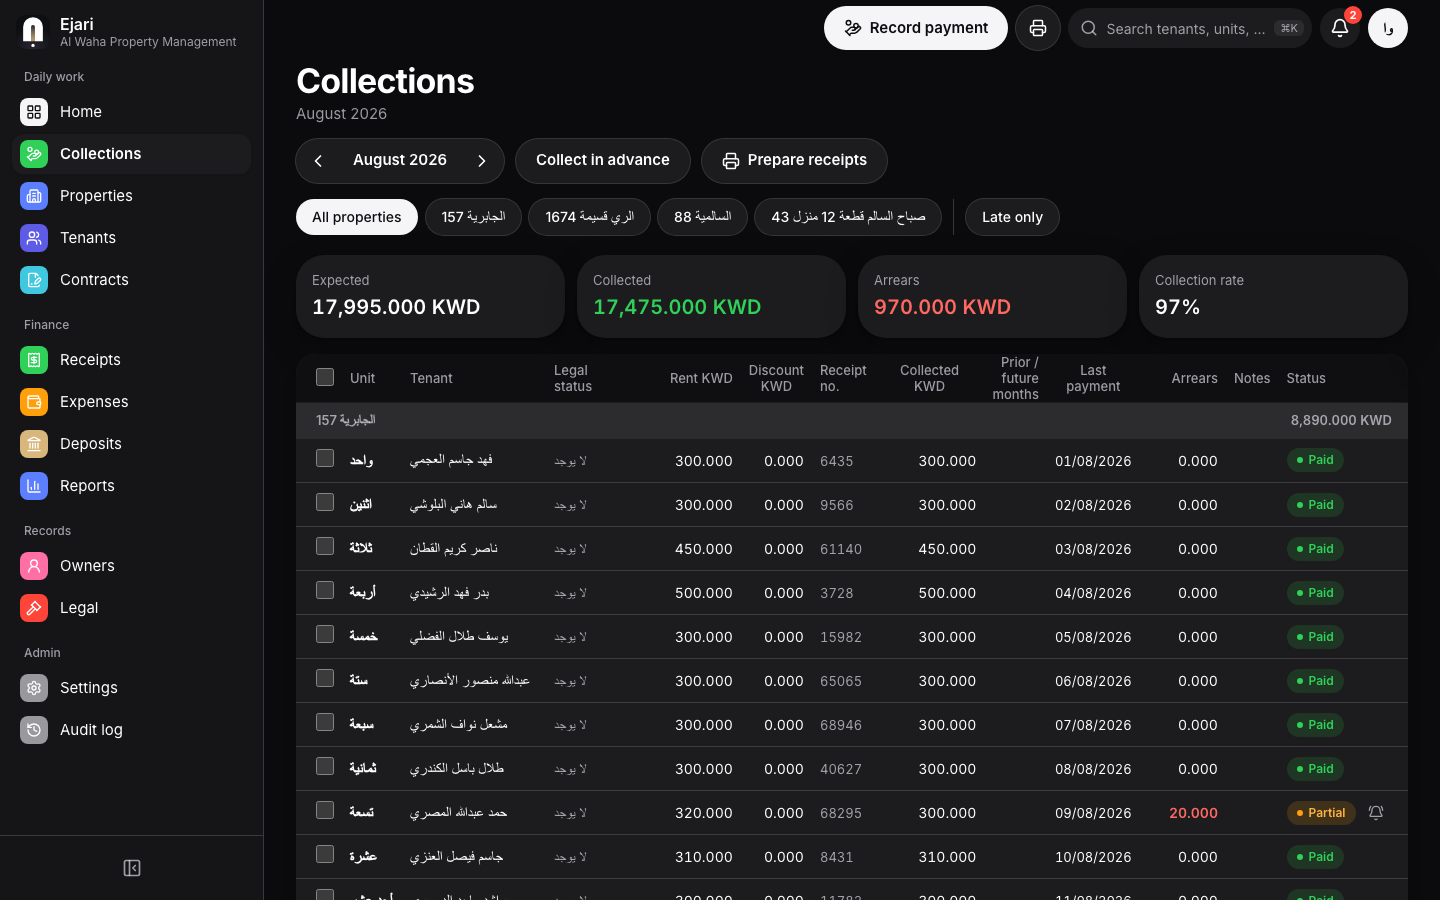 Ejari
Al Waha Property Management
Daily work
Home
Collections
Properties
Tenants
Contracts
Finance
Receipts
Expenses
Deposits
Reports
Records
Owners
Legal
Admin
Settings
Audit log
Record payment
Search tenants, units, ...
⌘K
2
وا
Collections
August 2026
August 2026
Collect in advance
Prepare receipts
All properties
الجابرية 157
الري قسيمة 1674
السالمية 88
صباح السالم قطعة 12 منزل 43
Late only
Expected
17,995.000 KWD
Collected
17,475.000 KWD
Arrears
970.000 KWD
Collection rate
97%
Unit Tenant Legal status Rent KWD Discount KWD Receipt no. Collected KWD Prior / future months Last payment Arrears Notes Status
الجابرية 157 8,890.000 KWD
واحد فهد جاسم العجمي لا يوجد 300.000 0.000 6435 300.000 01/08/2026 0.000 Paid
اثنين سالم هاني البلوشي لا يوجد 300.000 0.000 9566 300.000 02/08/2026 0.000 Paid
ثلاثة ناصر كريم القطان لا يوجد 450.000 0.000 61140 450.000 03/08/2026 0.000 Paid
أربعة بدر فهد الرشيدي لا يوجد 500.000 0.000 3728 500.000 04/08/2026 0.000 Paid
خمسة يوسف طلال الفضلي لا يوجد 300.000 0.000 15982 300.000 05/08/2026 0.000 Paid
ستة عبدالله منصور الأنصاري لا يوجد 300.000 0.000 65065 300.000 06/08/2026 0.000 Paid
سبعة مشعل نواف الشمري لا يوجد 300.000 0.000 68946 300.000 07/08/2026 0.000 Paid
ثمانية طلال باسل الكندري لا يوجد 300.000 0.000 40627 300.000 08/08/2026 0.000 Paid
تسعة حمد عبدالله المصري لا يوجد 320.000 0.000 68295 300.000 09/08/2026 20.000 Partial
عشرة جاسم فيصل العنزي لا يوجد 310.000 0.000 8431 310.000 10/08/2026 0.000 Paid